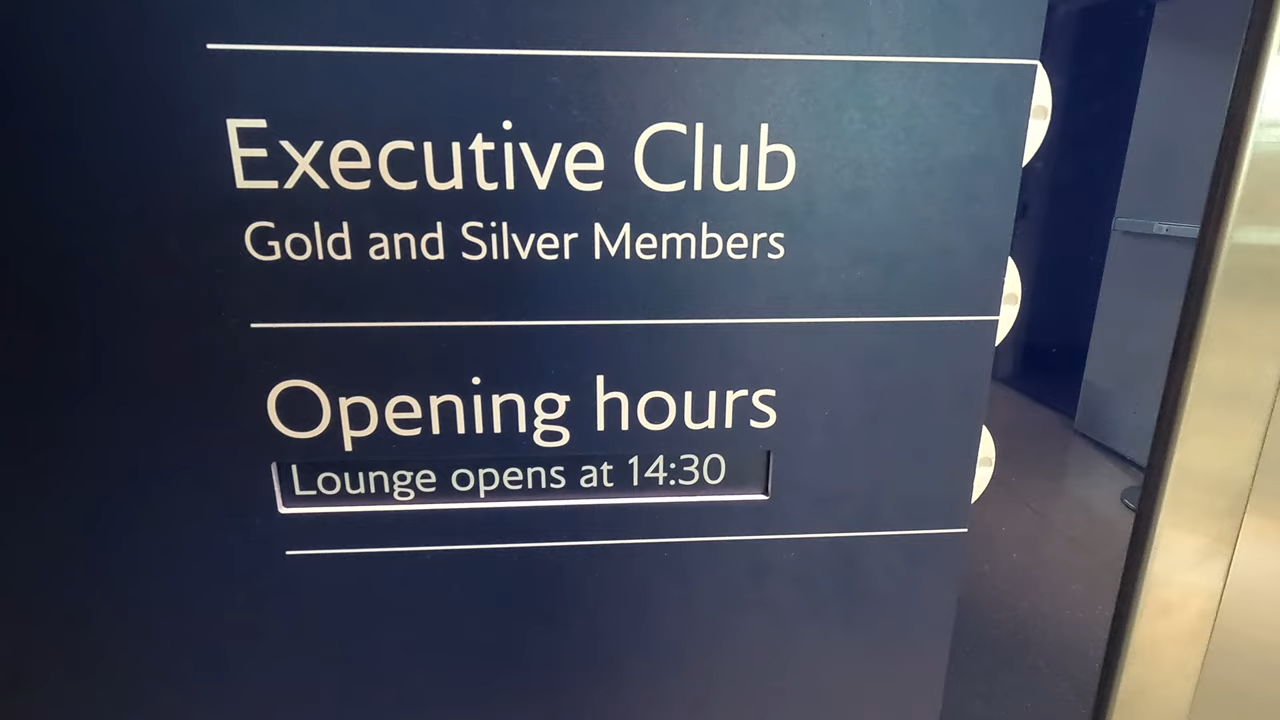 Executive Club
Gold and Silver Members
Opening hours
Lounge opens at 14:30